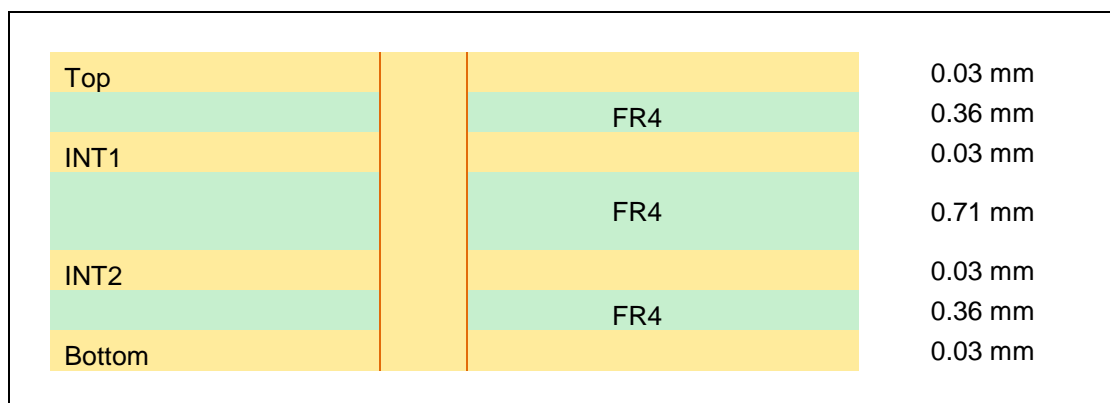 Top 0.03 mm
FR4 0.36 mm
INT1 0.03 mm
FR4 0.71 mm
INT2 0.03 mm
FR4 0.36 mm
Bottom 0.03 mm